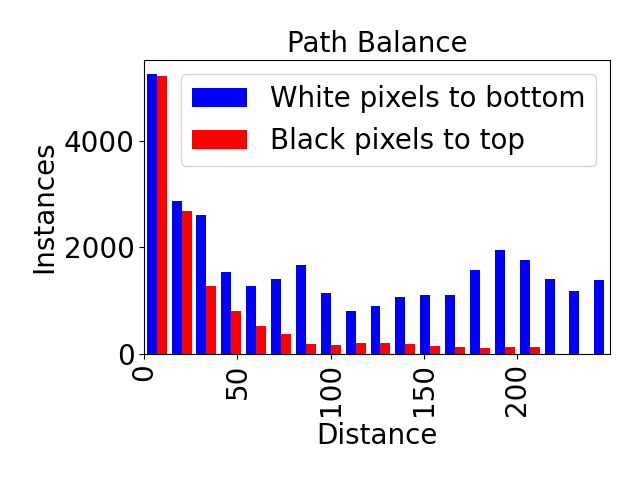 Path Balance
White pixels to bottom
Black pixels to top
Instances
4000
2000
0
0
50
100
150
200
Distance